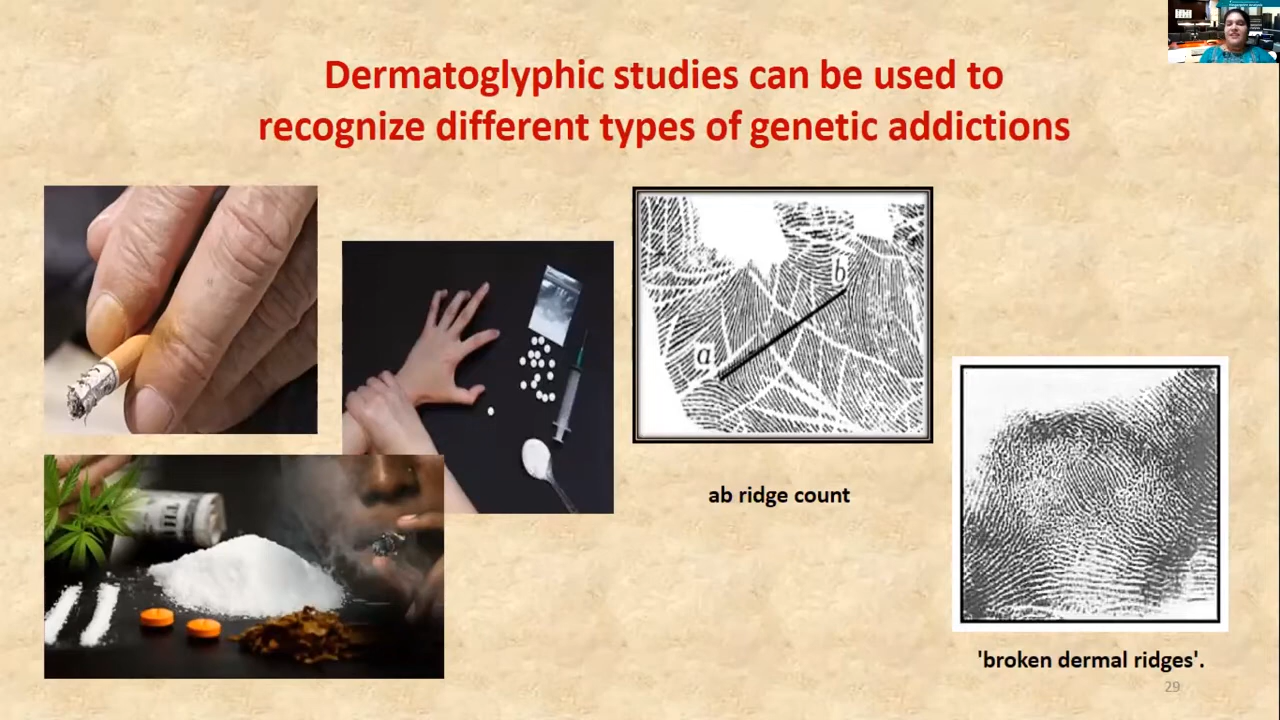 Dermatoglyphic studies can be used to
recognize different types of genetic addictions
b
a
ab ridge count
'broken dermal ridges'.
29